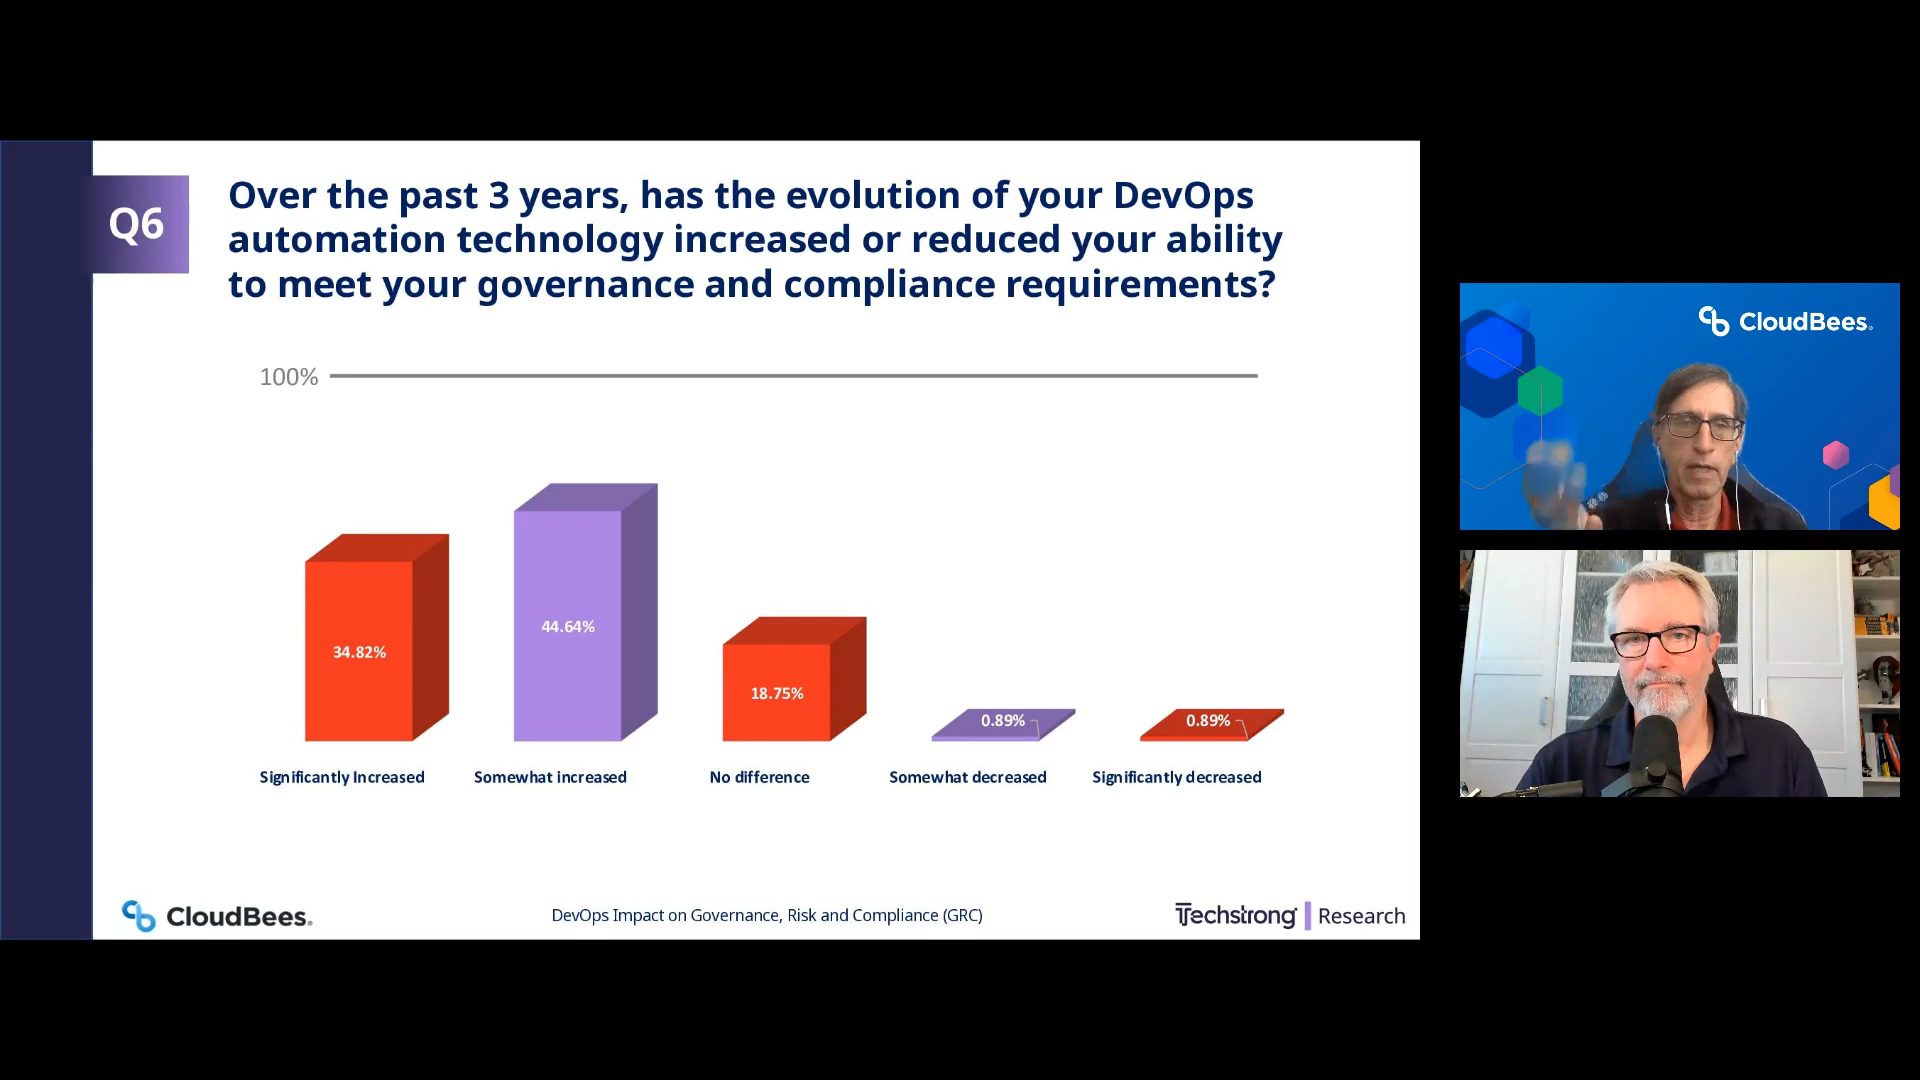 Q6
Over the past 3 years, has the evolution of your DevOps
automation technology increased or reduced your ability
to meet your governance and compliance requirements?
100%
34.82%
44.64%
18.75%
0.89%
0.89%
Significantly Increased
Somewhat increased
No difference
Somewhat decreased
Significantly decreased
CloudBees®
DevOps Impact on Governance, Risk and Compliance (GRC)
Techstrong | Research
CloudBees®